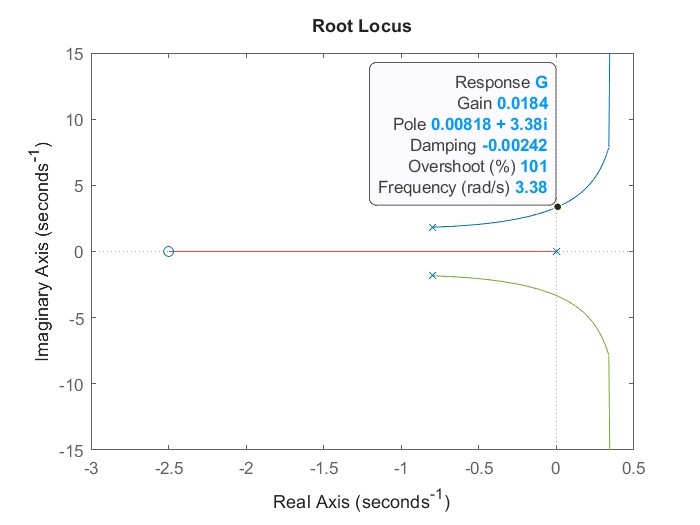 Root Locus
Response G
Gain 0.0184
Pole 0.00818 + 3.38i
Damping -0.00242
Overshoot (%) 101
Frequency (rad/s) 3.38
Imaginary Axis (seconds⁻¹)
15
10
5
0
-5
-10
-15
-3 -2.5 -2 -1.5 -1 -0.5 0 0.5
Real Axis (seconds⁻¹)